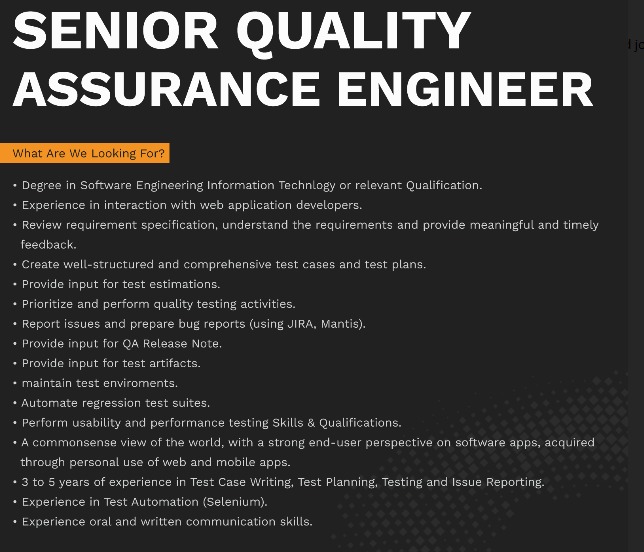 SENIOR QUALITY
ASSURANCE ENGINEER
What Are We Looking For?
• Degree in Software Engineering Information Technlogy or relevant Qualification.
• Experience in interaction with web application developers.
• Review requirement specification, understand the requirements and provide meaningful and timely
feedback.
• Create well-structured and comprehensive test cases and test plans.
• Provide input for test estimations.
• Prioritize and perform quality testing activities.
• Report issues and prepare bug reports (using JIRA, Mantis).
• Provide input for QA Release Note.
• Provide input for test artifacts.
• maintain test enviroments.
• Automate regression test suites.
• Perform usability and performance testing Skills & Qualifications.
• A commonsense view of the world, with a strong end-user perspective on software apps, acquired
through personal use of web and mobile apps.
• 3 to 5 years of experience in Test Case Writing, Test Planning, Testing and Issue Reporting.
• Experience in Test Automation (Selenium).
• Experience oral and written communication skills.